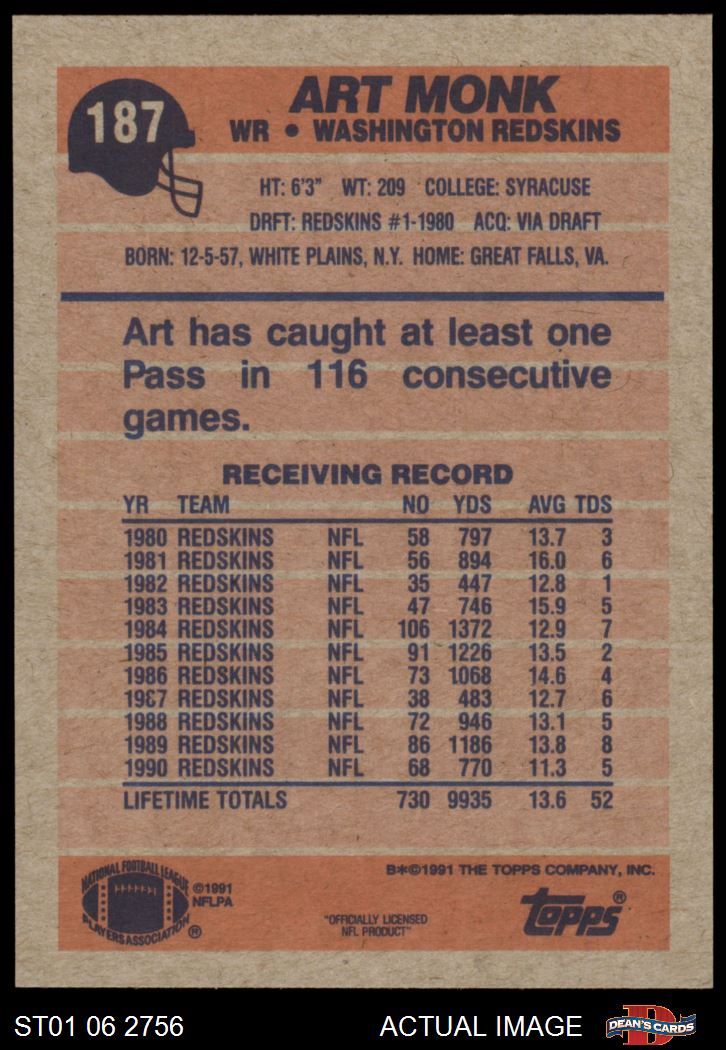 187
ART MONK
WR • WASHINGTON REDSKINS
HT: 6'3" WT: 209 COLLEGE: SYRACUSE
DRFT: REDSKINS #1-1980 ACQ: VIA DRAFT
BORN: 12-5-57, WHITE PLAINS, N.Y. HOME: GREAT FALLS, VA.
Art has caught at least one
Pass in 116 consecutive
games.
RECEIVING RECORD
YR TEAM NO YDS AVG TDS
1980 REDSKINS NFL 58 797 13.7 3
1981 REDSKINS NFL 56 894 16.0 6
1982 REDSKINS NFL 35 447 12.8 1
1983 REDSKINS NFL 47 746 15.9 5
1984 REDSKINS NFL 106 1372 12.9 7
1985 REDSKINS NFL 91 1226 13.5 2
1986 REDSKINS NFL 73 1068 14.6 4
1987 REDSKINS NFL 38 483 12.7 6
1988 REDSKINS NFL 72 946 13.1 5
1989 REDSKINS NFL 86 1186 13.8 8
1990 REDSKINS NFL 68 770 11.3 5
LIFETIME TOTALS 730 9935 13.6 52
B*©1991 THE TOPPS COMPANY, INC.
NATIONAL FOOTBALL LEAGUE
PLAYERS ASSOCIATION ®
©1991
NFLPA
"OFFICIALLY LICENSED
NFL PRODUCT"
topps®
ST01 06 2756
ACTUAL IMAGE
D
DEAN'S CARDS